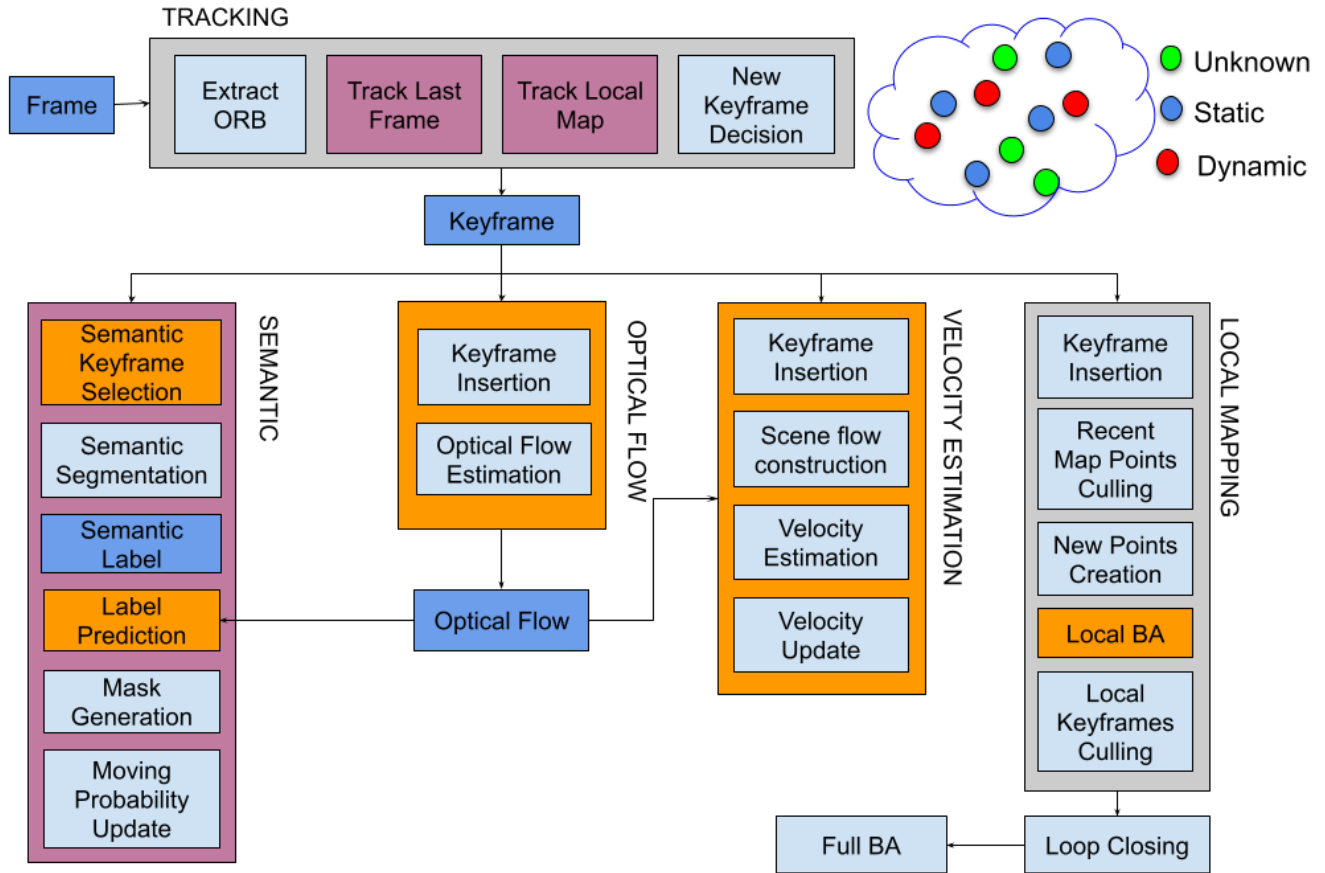 TRACKING
Frame
Extract
ORB
Track Last
Frame
Track Local
Map
New
Keyframe
Decision
Unknown
Static
Dynamic
Keyframe
SEMANTIC
Semantic
Keyframe
Selection
Semantic
Segmentation
Semantic
Label
Label
Prediction
Mask
Generation
Moving
Probability
Update
OPTICAL FLOW
Keyframe
Insertion
Optical Flow
Estimation
Optical Flow
VELOCITY ESTIMATION
Keyframe
Insertion
Scene flow
construction
Velocity
Estimation
Velocity
Update
LOCAL MAPPING
Keyframe
Insertion
Recent
Map Points
Culling
New Points
Creation
Local BA
Local
Keyframes
Culling
Full BA
Loop Closing